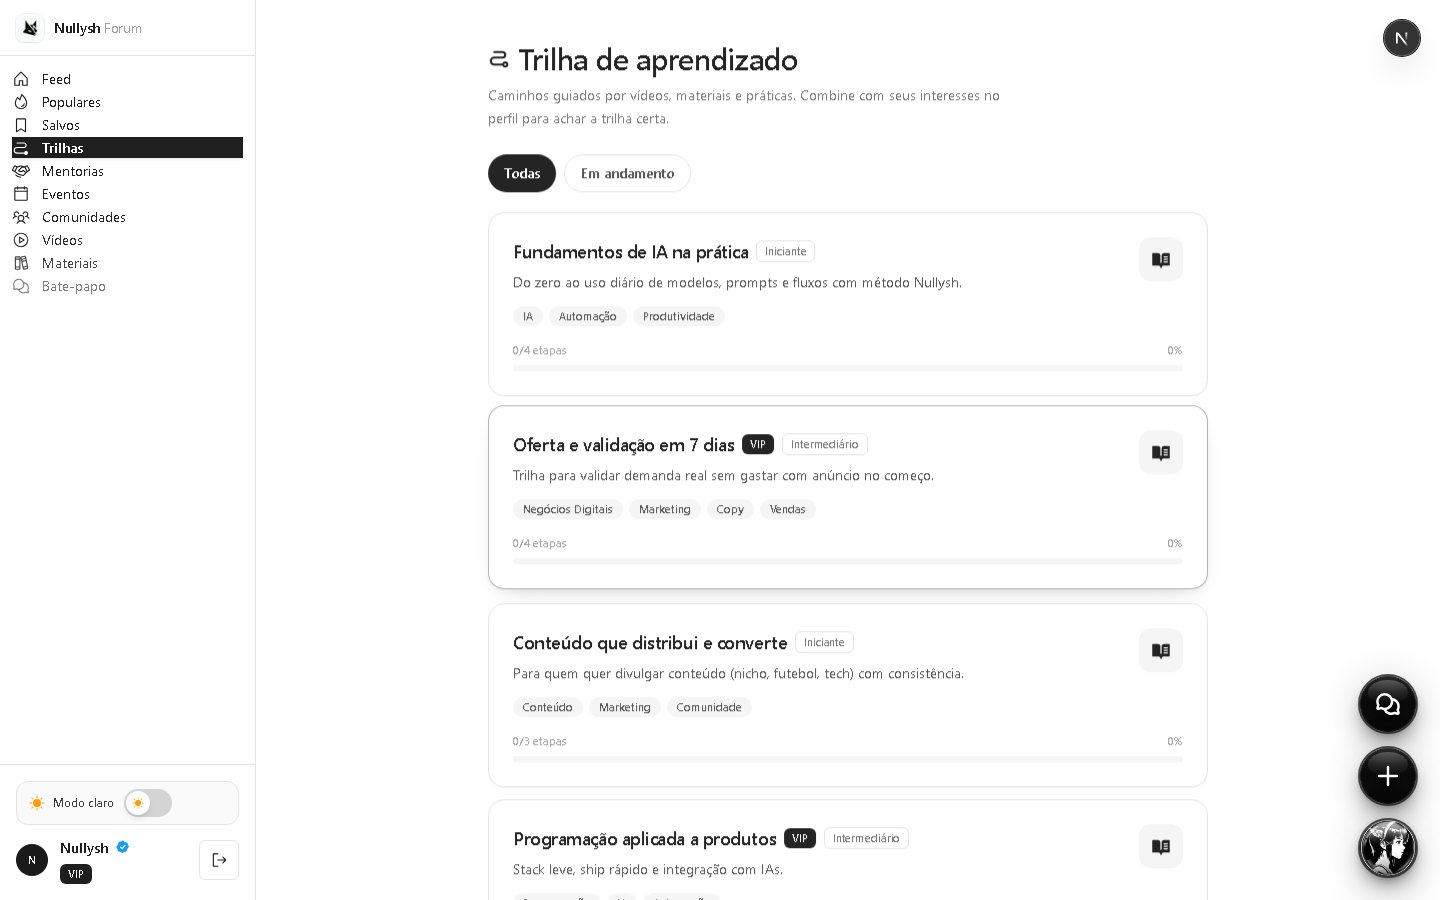 Nullysh Forum
Feed
Populares
Salvos
Trilhas
Mentorias
Eventos
Comunidades
Vídeos
Materiais
Bate-papo
Modo claro
N
Nullysh
VIP
Trilha de aprendizado
Caminhos guiados por vídeos, materiais e práticas. Combine com seus interesses no
perfil para achar a trilha certa.
Todas
Em andamento
Fundamentos de IA na prática Iniciante
Do zero ao uso diário de modelos, prompts e fluxos com método Nullysh.
IA Automação Produtividade
0/4 etapas 0%
Oferta e validação em 7 dias VIP Intermediário
Trilha para validar demanda real sem gastar com anúncio no começo.
Negócios Digitais Marketing Copy Vendas
0/4 etapas 0%
Conteúdo que distribui e converte Iniciante
Para quem quer divulgar conteúdo (nicho, futebol, tech) com consistência.
Conteúdo Marketing Comunidade
0/3 etapas 0%
Programação aplicada a produtos VIP Intermediário
Stack leve, ship rápido e integração com IAs.
N